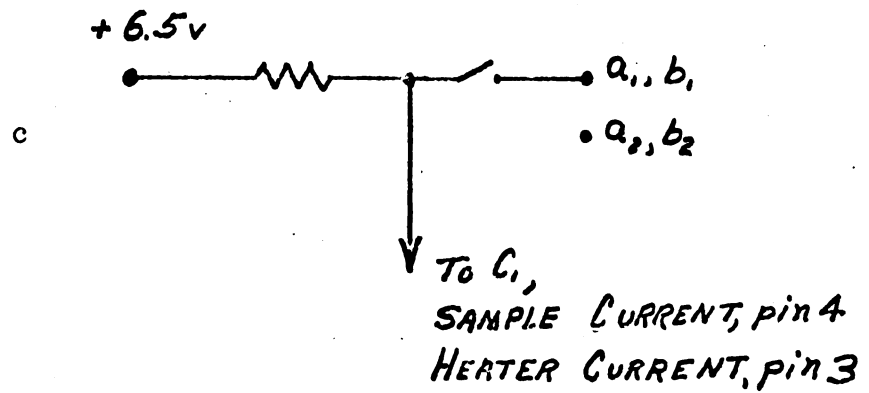 + 6.5v
a₁, b₁
c
a₂, b₂
To C₁,
SAMPLE CURRENT, pin 4
HEATER CURRENT, pin 3